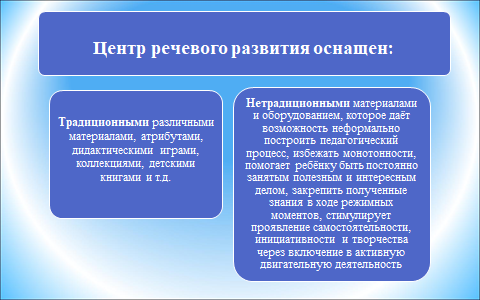 Центр речевого развития оснащен:
Традиционными различными
материалами, атрибутами,
дидактическими играми,
коллекциями, детскими
книгами и т.д.
Нетрадиционными материалами
и оборудованием, которое даёт
возможность неформально
построить педагогический
процесс, избежать монотонности,
помогает ребёнку быть постоянно
занятым полезным и интересным
делом, закрепить полученные
знания в ходе режимных
моментов, стимулирует
проявление самостоятельности,
инициативности и творчества
через включение в активную
двигательную деятельность